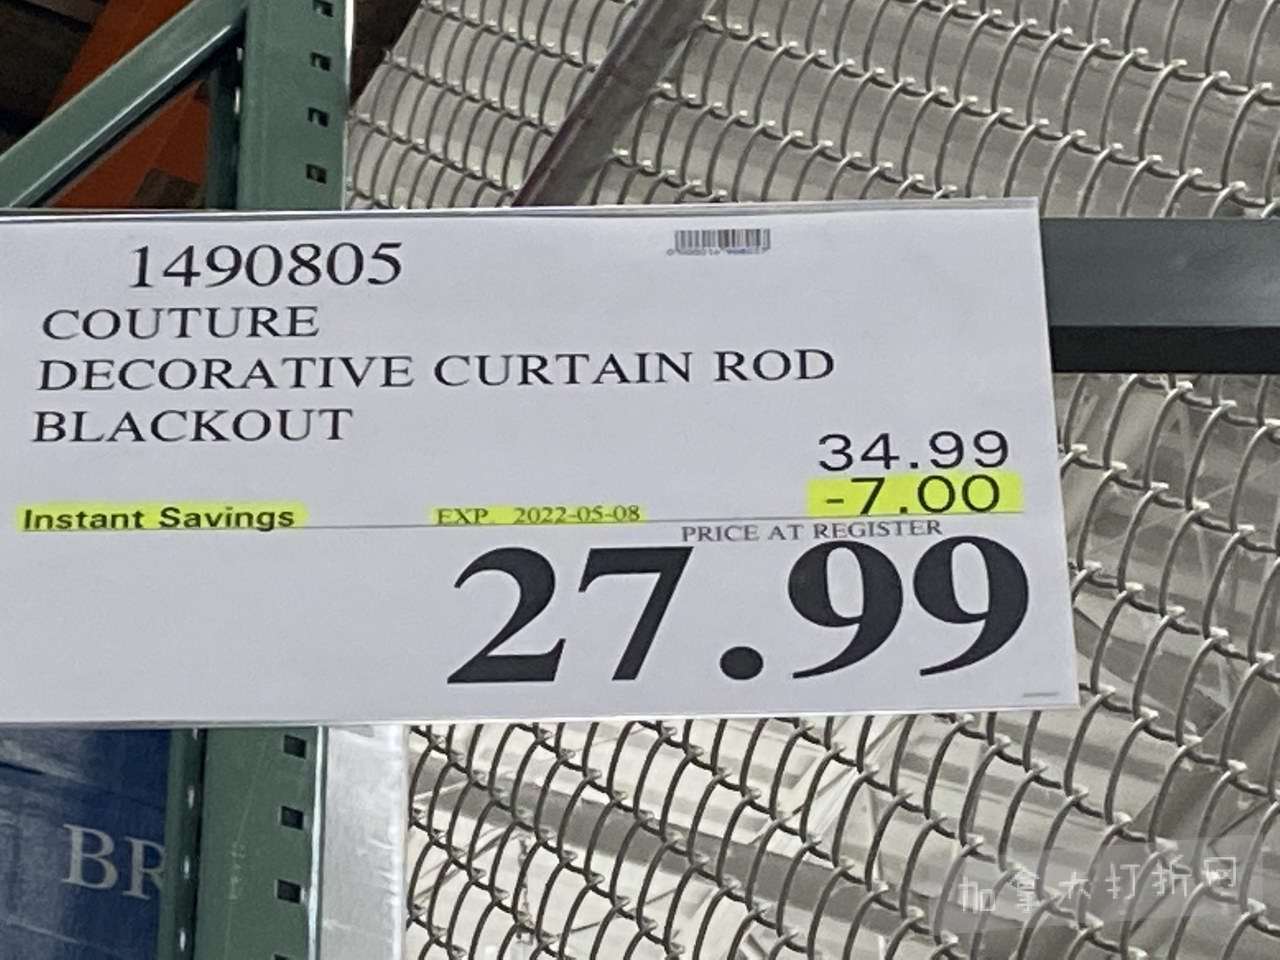 1490805
COUTURE
DECORATIVE CURTAIN ROD
BLACKOUT
34.99
Instant Savings EXP. 2022-05-08 -7.00
PRICE AT REGISTER
27.99
BR
加拿大打折网